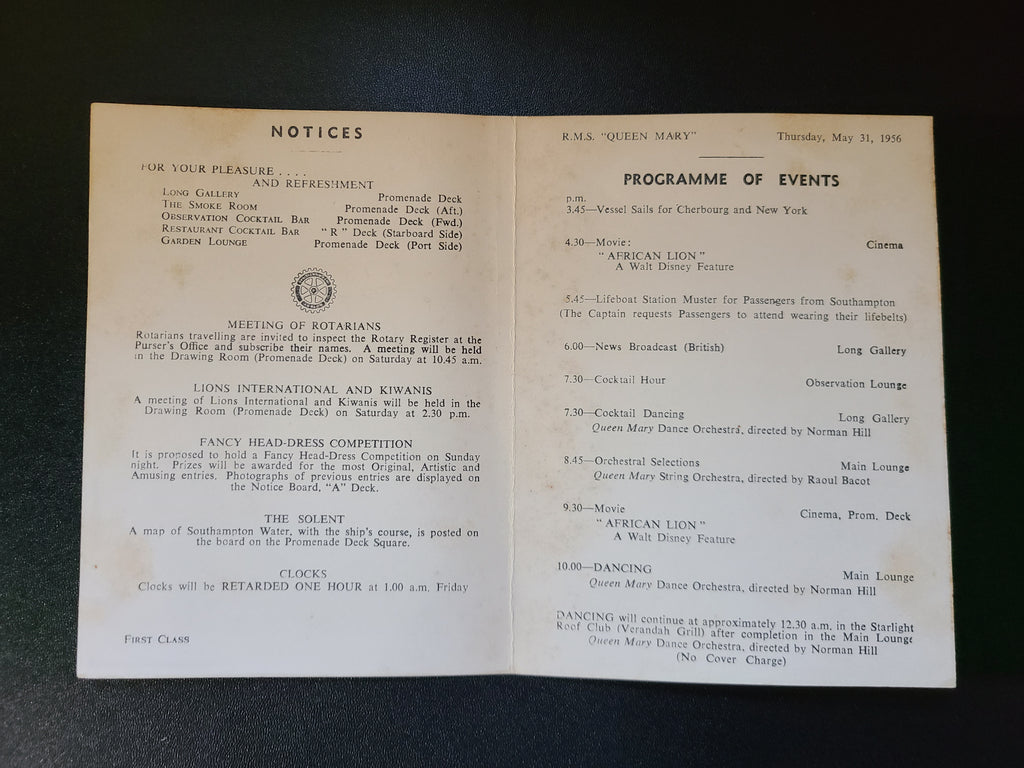 NOTICES
FOR YOUR PLEASURE . . . .
AND REFRESHMENT
LONG GALLERY Promenade Deck
THE SMOKE ROOM Promenade Deck (Aft.)
OBSERVATION COCKTAIL BAR Promenade Deck (Fwd.)
RESTAURANT COCKTAIL BAR " R " Deck (Starboard Side)
GARDEN LOUNGE Promenade Deck (Port Side)
MEETING OF ROTARIANS
Rotarians travelling are invited to inspect the Rotary Register at the
Purser's Office and subscribe their names. A meeting will be held
in the Drawing Room (Promenade Deck) on Saturday at 10.45 a.m.
LIONS INTERNATIONAL AND KIWANIS
A meeting of Lions International and Kiwanis will be held in the
Drawing Room (Promenade Deck) on Saturday at 2.30 p.m.
FANCY HEAD-DRESS COMPETITION
It is proposed to hold a Fancy Head-Dress Competition on Sunday
night. Prizes will be awarded for the most Original, Artistic and
Amusing entries. Photographs of previous entries are displayed on
the Notice Board, "A" Deck.
THE SOLENT
A map of Southampton Water, with the ship's course, is posted on
the board on the Promenade Deck Square.
CLOCKS
Clocks will be RETARDED ONE HOUR at 1.00 a.m. Friday
FIRST CLASS
R.M.S. "QUEEN MARY" Thursday, May 31, 1956
PROGRAMME OF EVENTS
p.m.
3.45—Vessel Sails for Cherbourg and New York
4.30—Movie: Cinema
" AFRICAN LION "
A Walt Disney Feature
5.45—Lifeboat Station Muster for Passengers from Southampton
(The Captain requests Passengers to attend wearing their lifebelts)
6.00—News Broadcast (British) Long Gallery
7.30—Cocktail Hour Observation Lounge
7.30—Cocktail Dancing Long Gallery
Queen Mary Dance Orchestra, directed by Norman Hill
8.45—Orchestral Selections Main Lounge
Queen Mary String Orchestra, directed by Raoul Bacot
9.30—Movie Cinema, Prom. Deck
" AFRICAN LION "
A Walt Disney Feature
10.00—DANCING Main Lounge
Queen Mary Dance Orchestra, directed by Norman Hill
DANCING will continue at approximately 12.30 a.m. in the Starlight
Roof Club (Verandah Grill) after completion in the Main Lounge
Queen Mary Dance Orchestra, directed by Norman Hill
(No Cover Charge)